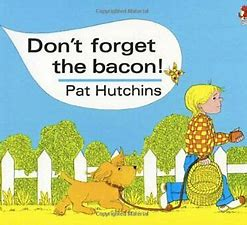 Don't forget
the bacon!
Pat Hutchins